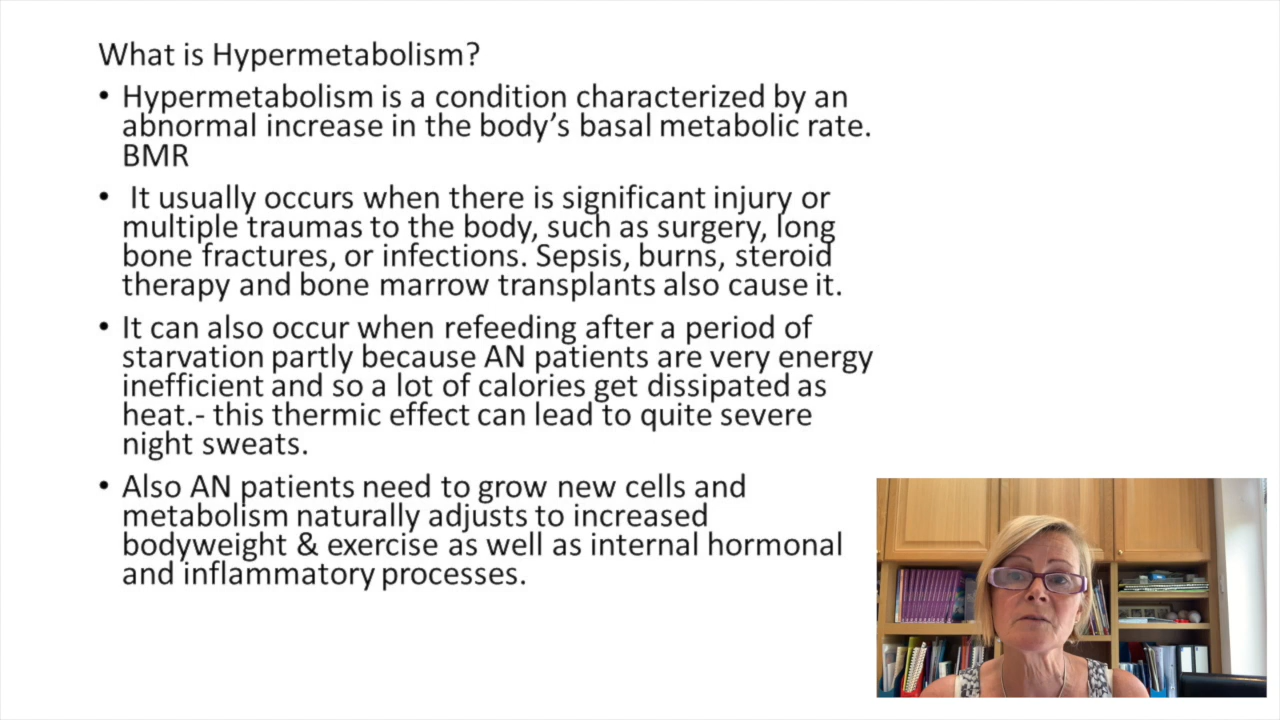 What is Hypermetabolism?
• Hypermetabolism is a condition characterized by an
abnormal increase in the body’s basal metabolic rate.
BMR
• It usually occurs when there is significant injury or
multiple traumas to the body, such as surgery, long
bone fractures, or infections. Sepsis, burns, steroid
therapy and bone marrow transplants also cause it.
• It can also occur when refeeding after a period of
starvation partly because AN patients are very energy
inefficient and so a lot of calories get dissipated as
heat.- this thermic effect can lead to quite severe
night sweats.
• Also AN patients need to grow new cells and
metabolism naturally adjusts to increased
bodyweight & exercise as well as internal hormonal
and inflammatory processes.